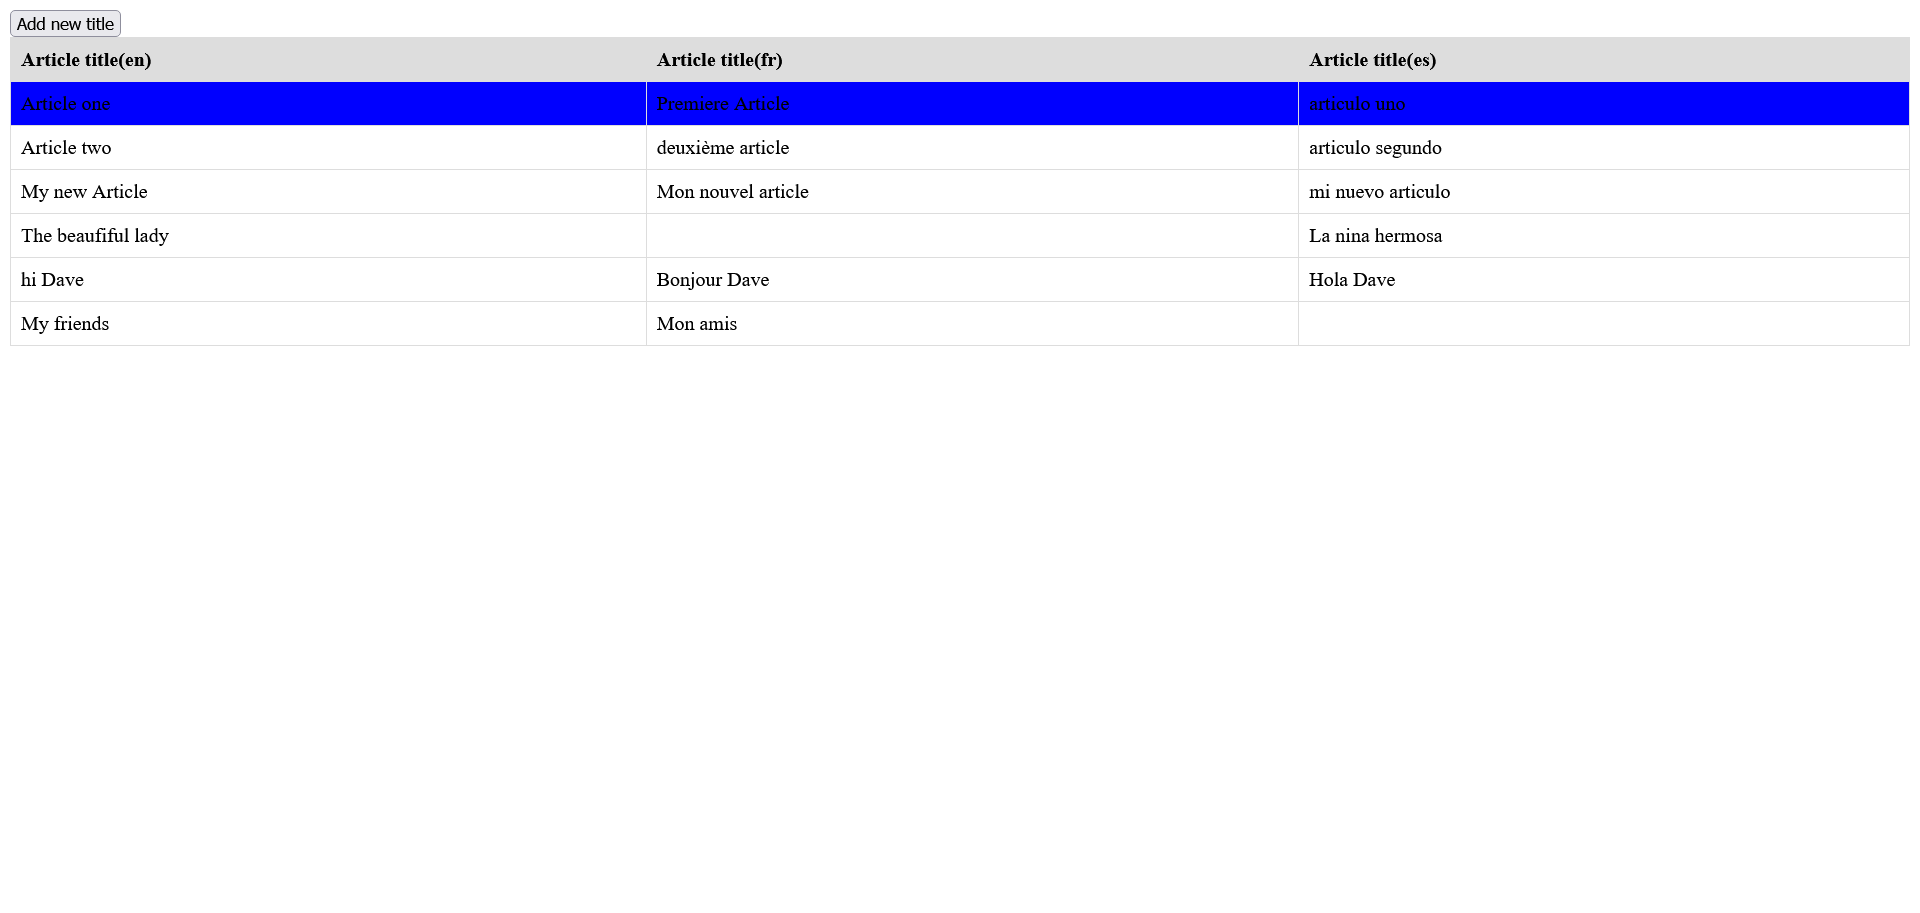 Add new title
Article title(en) Article title(fr) Article title(es)
Article one Premiere Article articulo uno
Article two deuxième article articulo segundo
My new Article Mon nouvel article mi nuevo articulo
The beaufiful lady La nina hermosa
hi Dave Bonjour Dave Hola Dave
My friends Mon amis